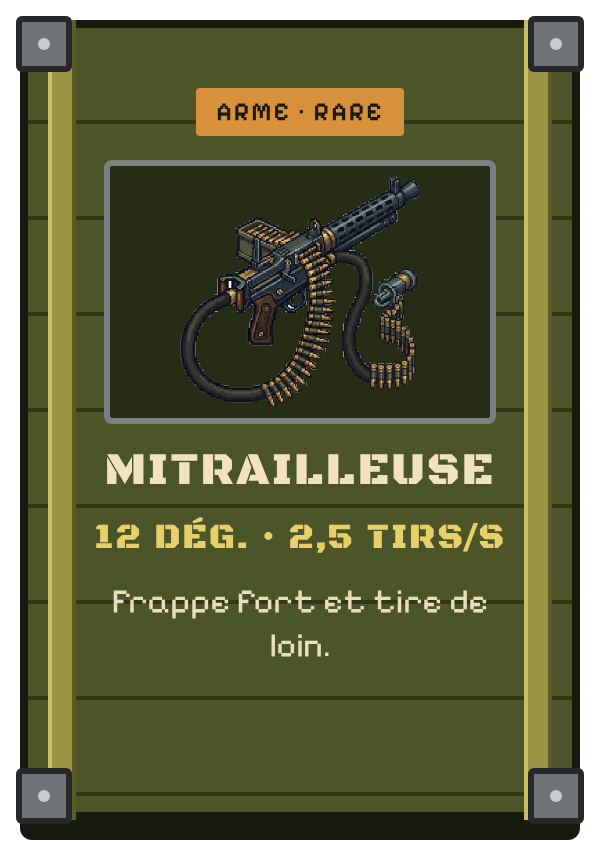 ARME · RARE
MITRAILLEUSE
12 DÉG. • 2,5 TIRS/S
Frappe fort et tire de
loin.